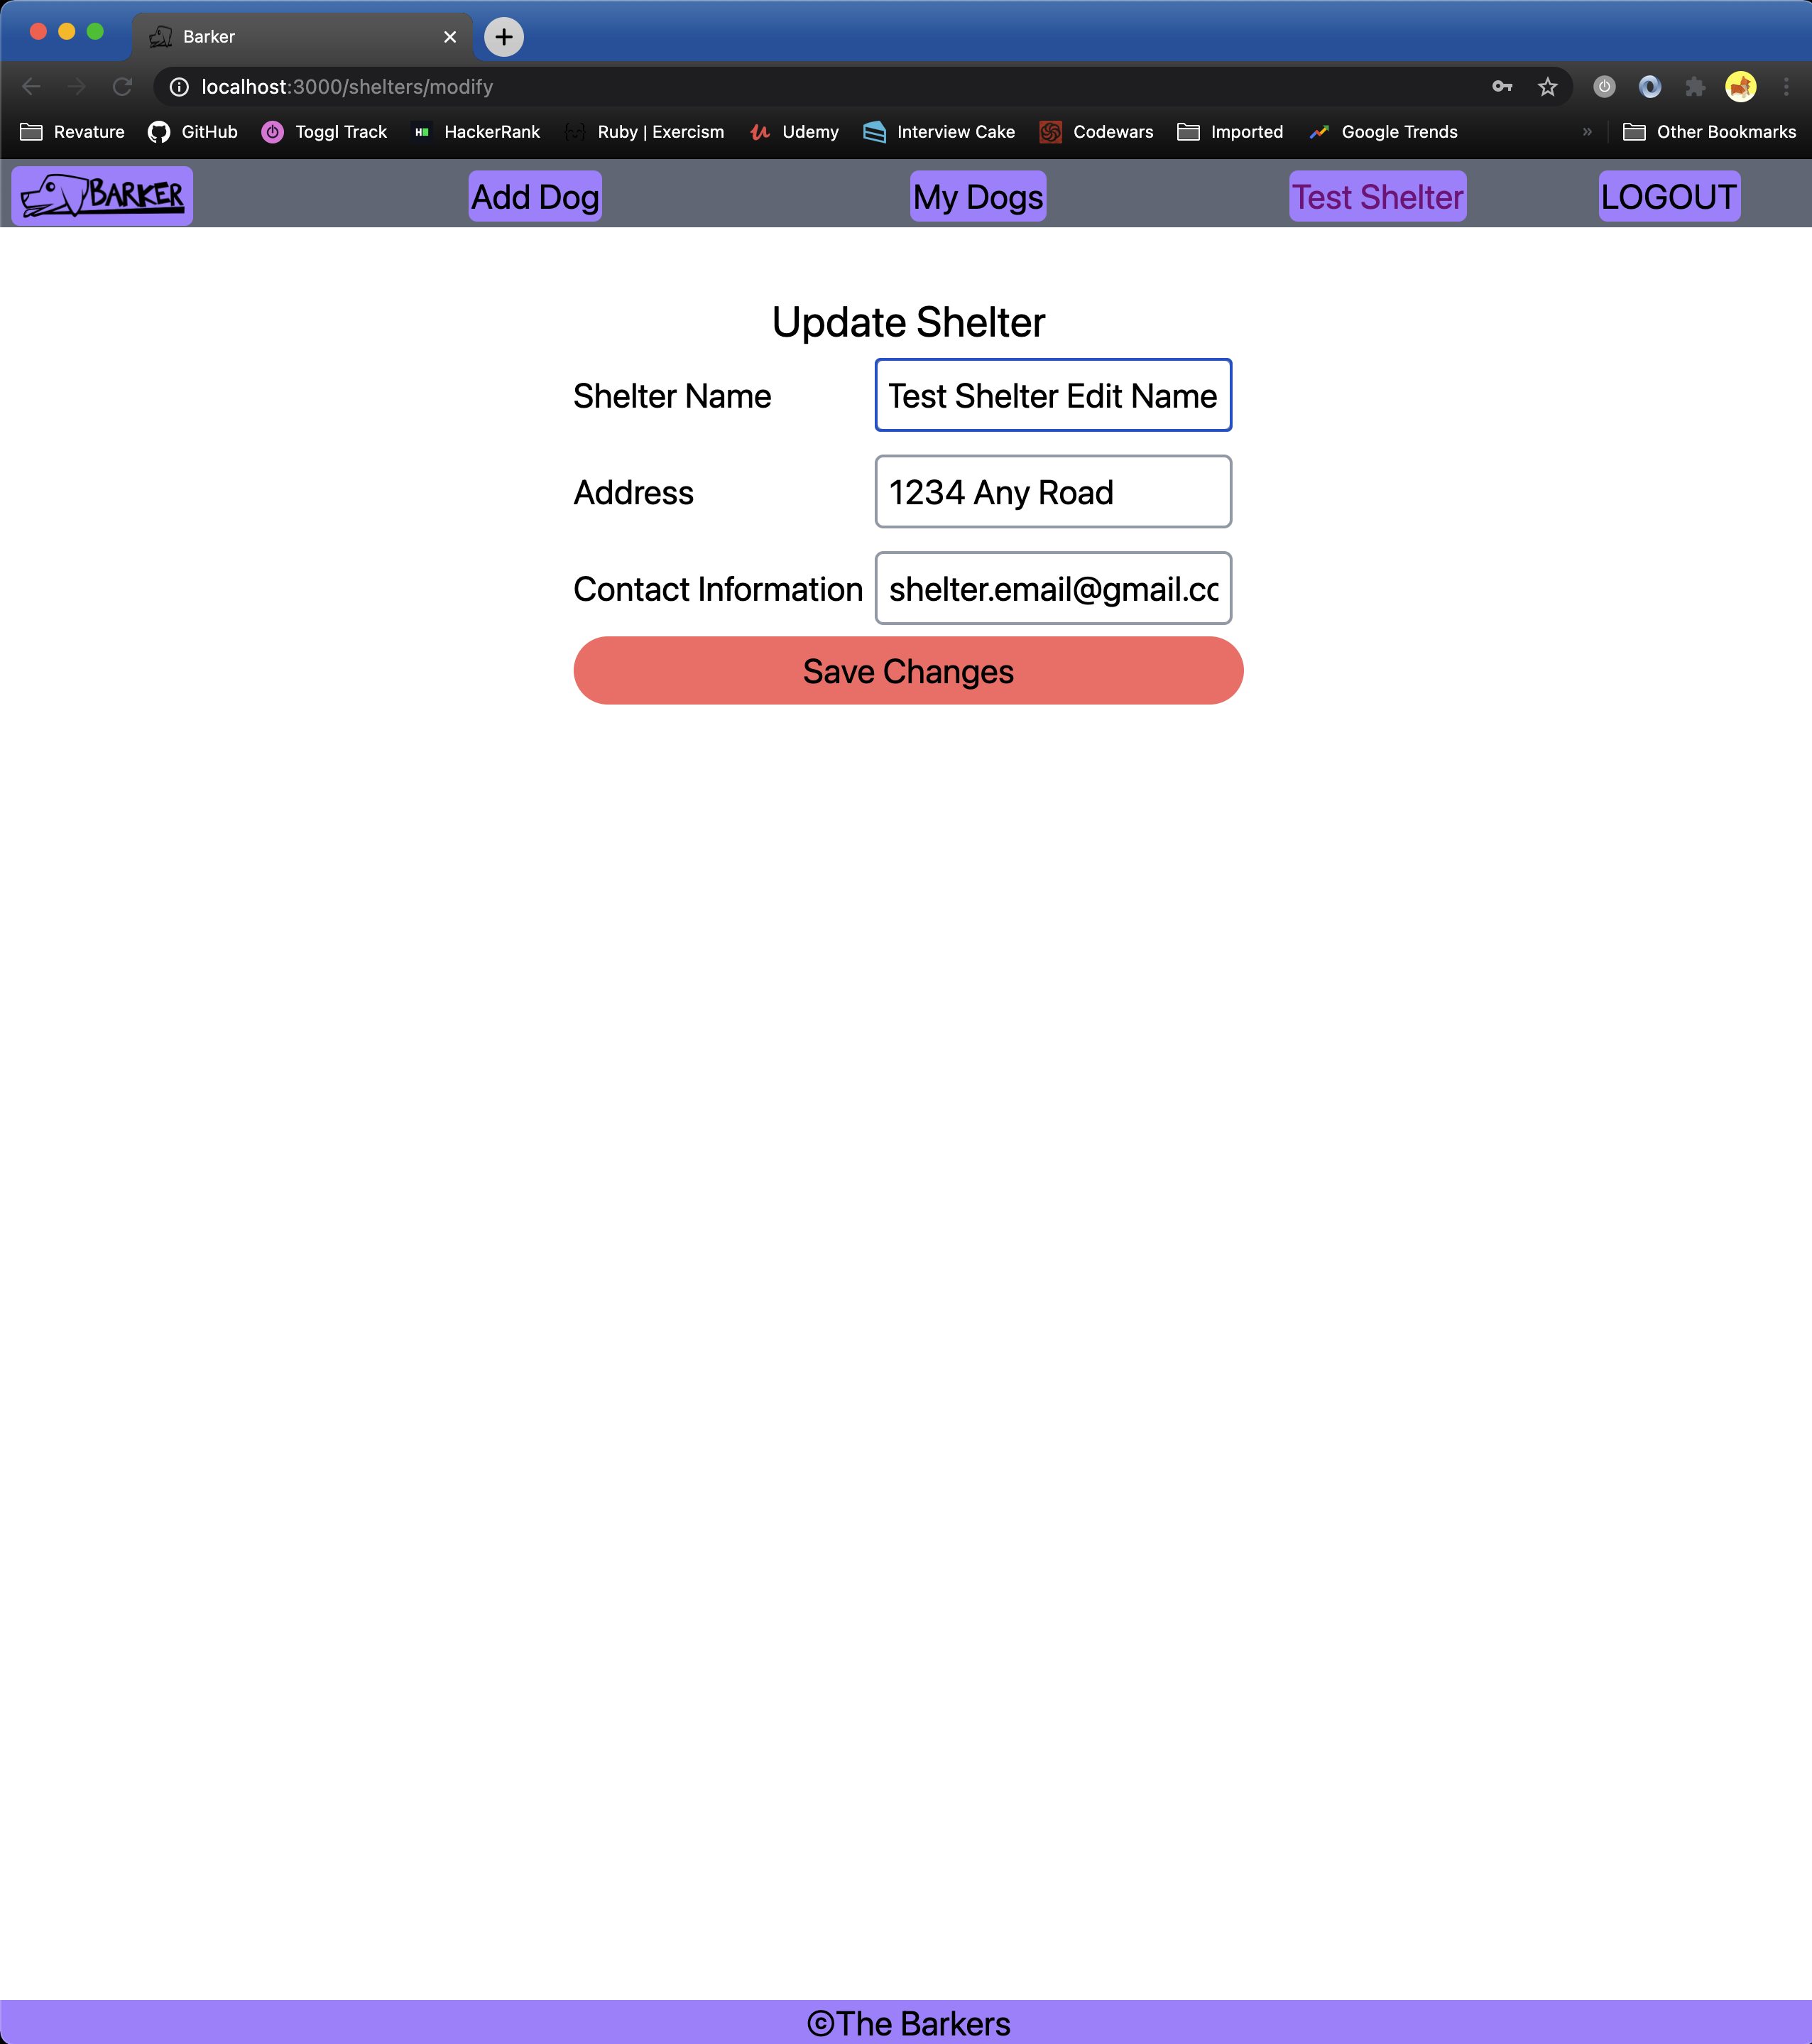 Barker
localhost:3000/shelters/modify
Revature GitHub Toggl Track HackerRank Ruby | Exercism Udemy Interview Cake Codewars Imported Google Trends » Other Bookmarks
BARKER Add Dog My Dogs Test Shelter LOGOUT
Update Shelter
Shelter Name Test Shelter Edit Name
Address 1234 Any Road
Contact Information shelter.email@gmail.co
Save Changes
©The Barkers